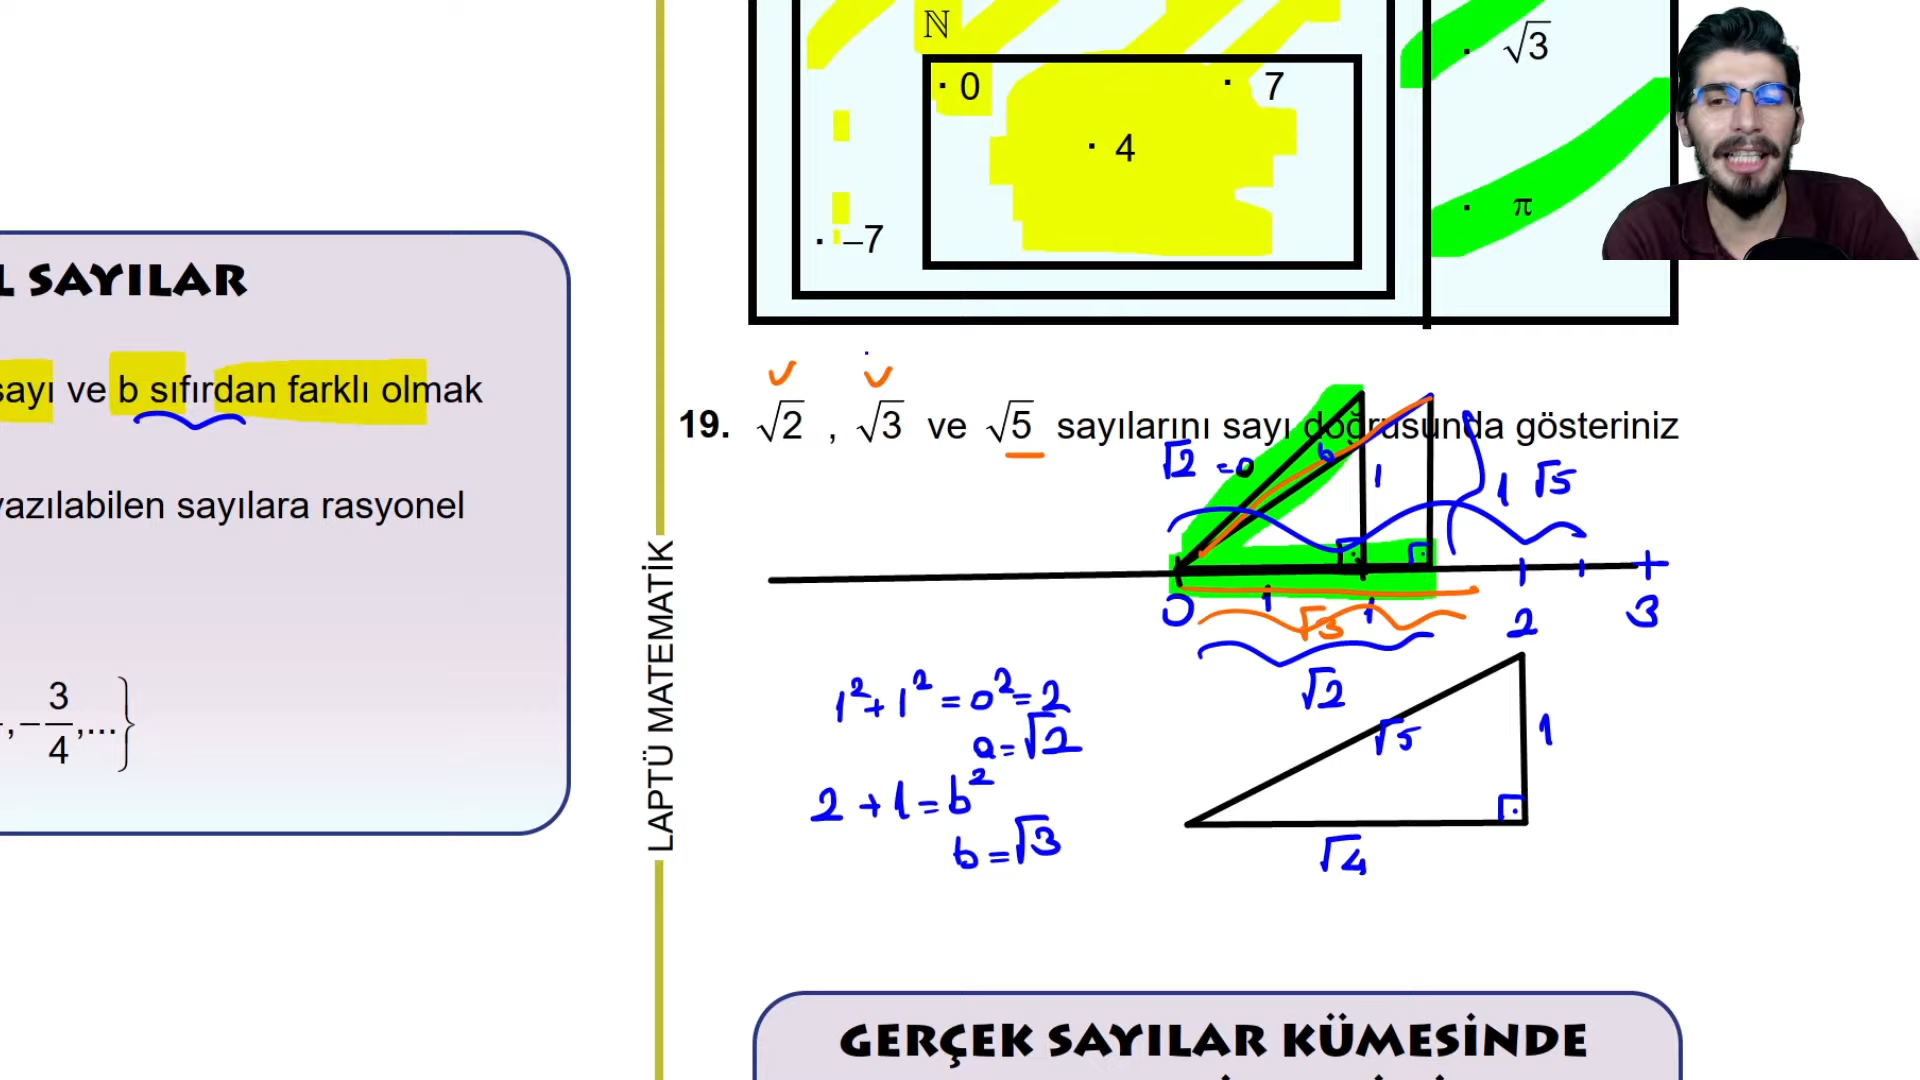 ℕ
· 0
· 7
· √3
· 4
· π
· –7
L SAYILAR
sayı ve b sıfırdan farklı olmak
yazılabilen sayılara rasyonel
,–3/4,...}
LAPTÜ MATEMATİK
19. √2 , √3 ve √5 sayılarını sayı doğrusunda gösteriniz
√2 = a
b
1
1 √5
0
1
√3
1
2
3
√2
1² + 1² = a² = 2
a = √2
2 + 1 = b²
b = √3
√5
1
√4
GERÇEK SAYILAR KÜMESİNDE